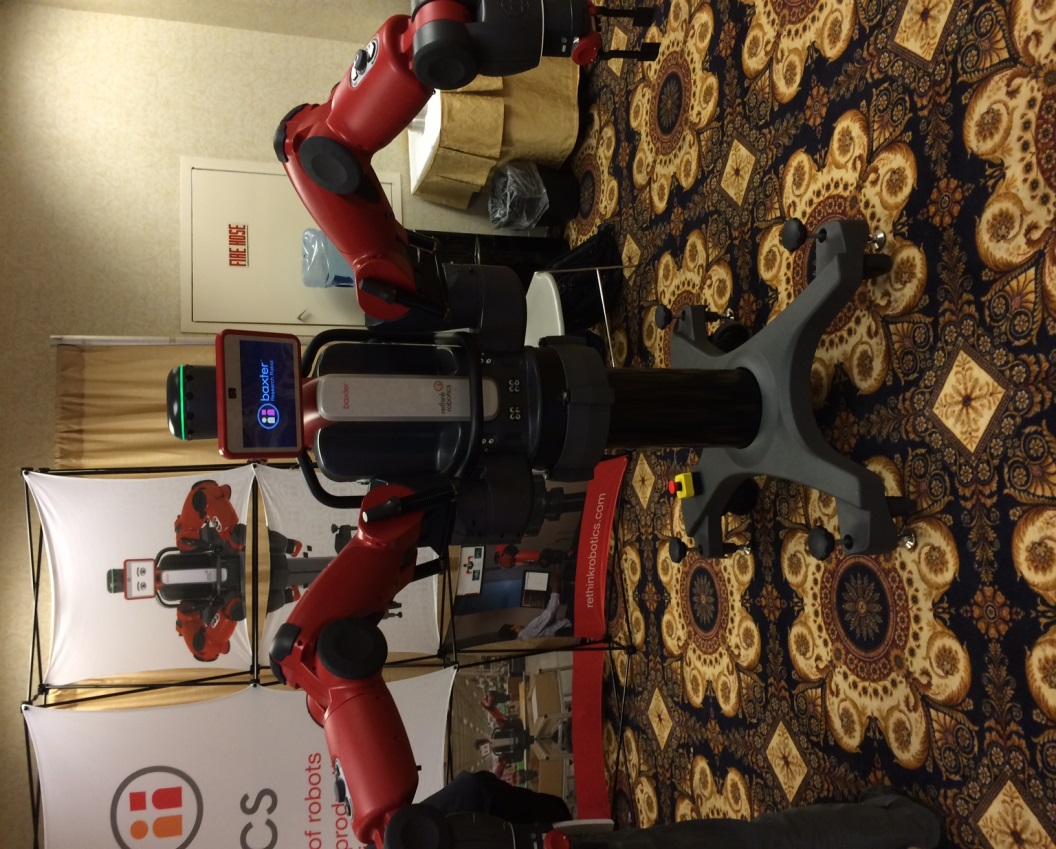 FIRE HOSE
baxter
Research Robot
baxter
rethink
robotics
rethinkrobotics.com
CS
of robots
prod